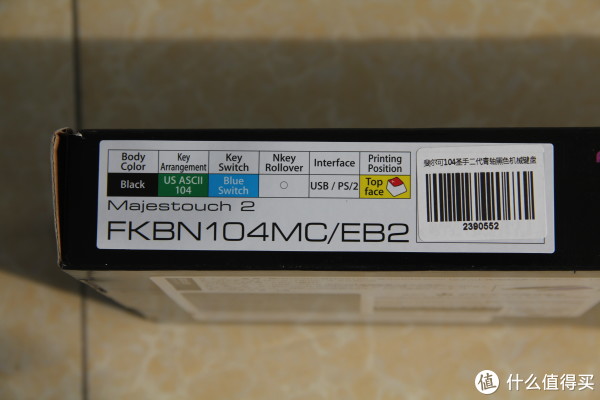 Body Color
Key Arrangement
Key Switch
Nkey Rollover
Interface
Printing Position
Black
US ASCII 104
Blue Switch
○
USB / PS/2
Top face
Majestouch 2
FKBN104MC/EB2
斐尔可104圣手二代青轴黑色机械键盘
2390552
值 什么值得买